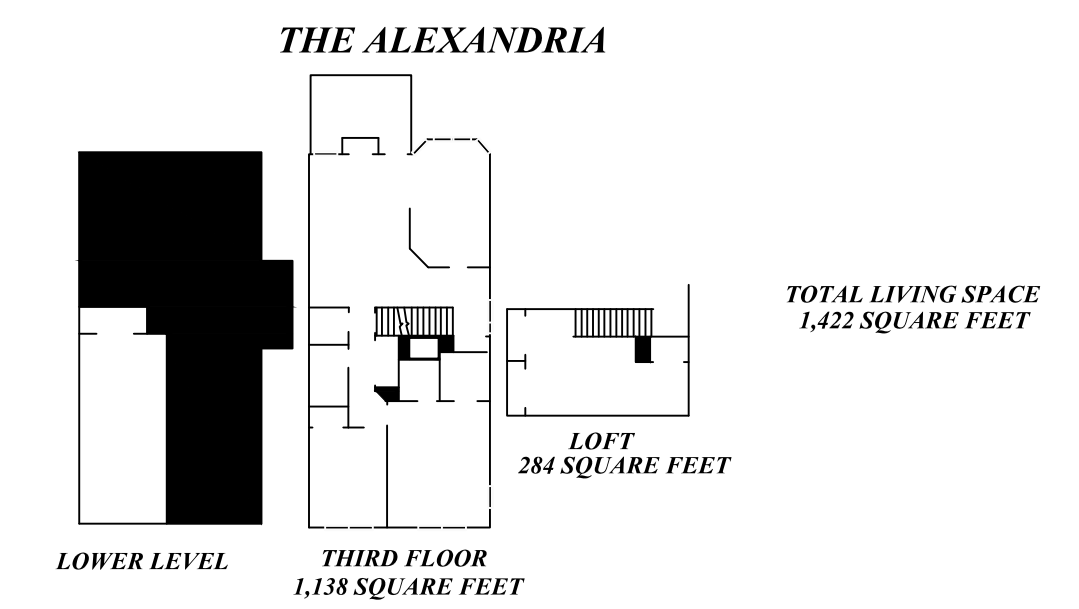 THE ALEXANDRIA
TOTAL LIVING SPACE
1,422 SQUARE FEET
LOFT
284 SQUARE FEET
LOWER LEVEL
THIRD FLOOR
1,138 SQUARE FEET